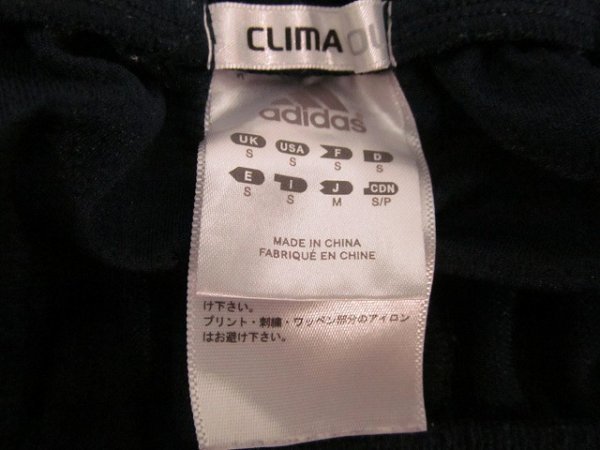 CLIMA
adidas
UK USA F D
S S S S
E I J CDN
S S M S/P
MADE IN CHINA
FABRIQUÉ EN CHINE
け下さい。
プリント・刺繍・ワッペン部分のアイロン
はお避け下さい。